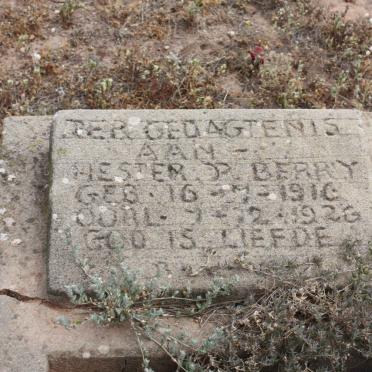 TER GEDAGTENIS
AAN -
HESTER P BERRY
GEB. 16 - 7 - 1916
OORL. 9 - 12 - 1926
GOD IS LIEFDE